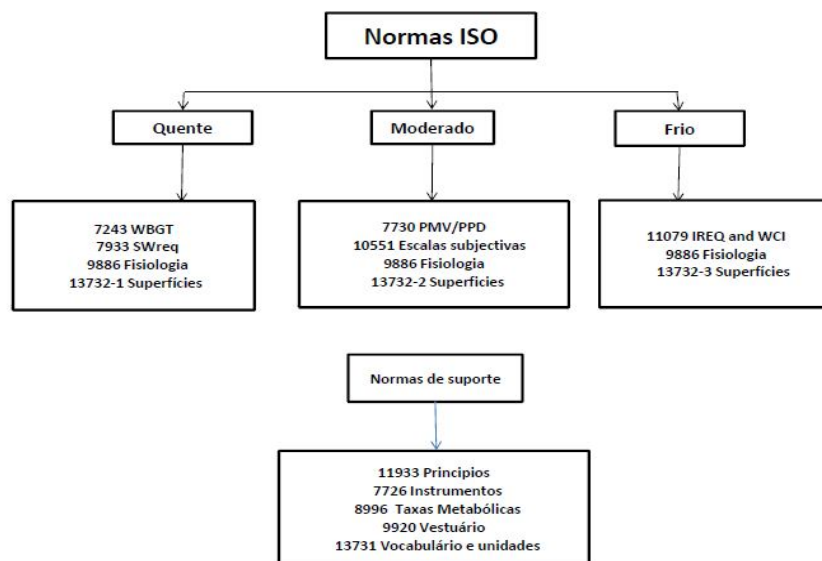 Normas ISO
Quente
Moderado
Frio
7243 WBGT
7933 SWreq
9886 Fisiologia
13732-1 Superfícies
7730 PMV/PPD
10551 Escalas subjectivas
9886 Fisiologia
13732-2 Superficies
11079 IREQ and WCI
9886 Fisiologia
13732-3 Superfícies
Normas de suporte
11933 Principios
7726 Instrumentos
8996 Taxas Metabólicas
9920 Vestuário
13731 Vocabulário e unidades